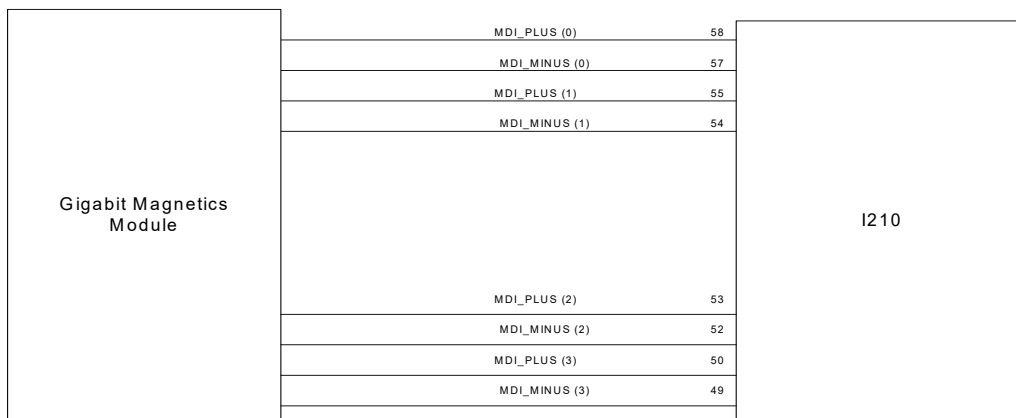 MDI_PLUS (0) 58
MDI_MINUS (0) 57
MDI_PLUS (1) 55
MDI_MINUS (1) 54
Gigabit Magnetics
Module
I210
MDI_PLUS (2) 53
MDI_MINUS (2) 52
MDI_PLUS (3) 50
MDI_MINUS (3) 49